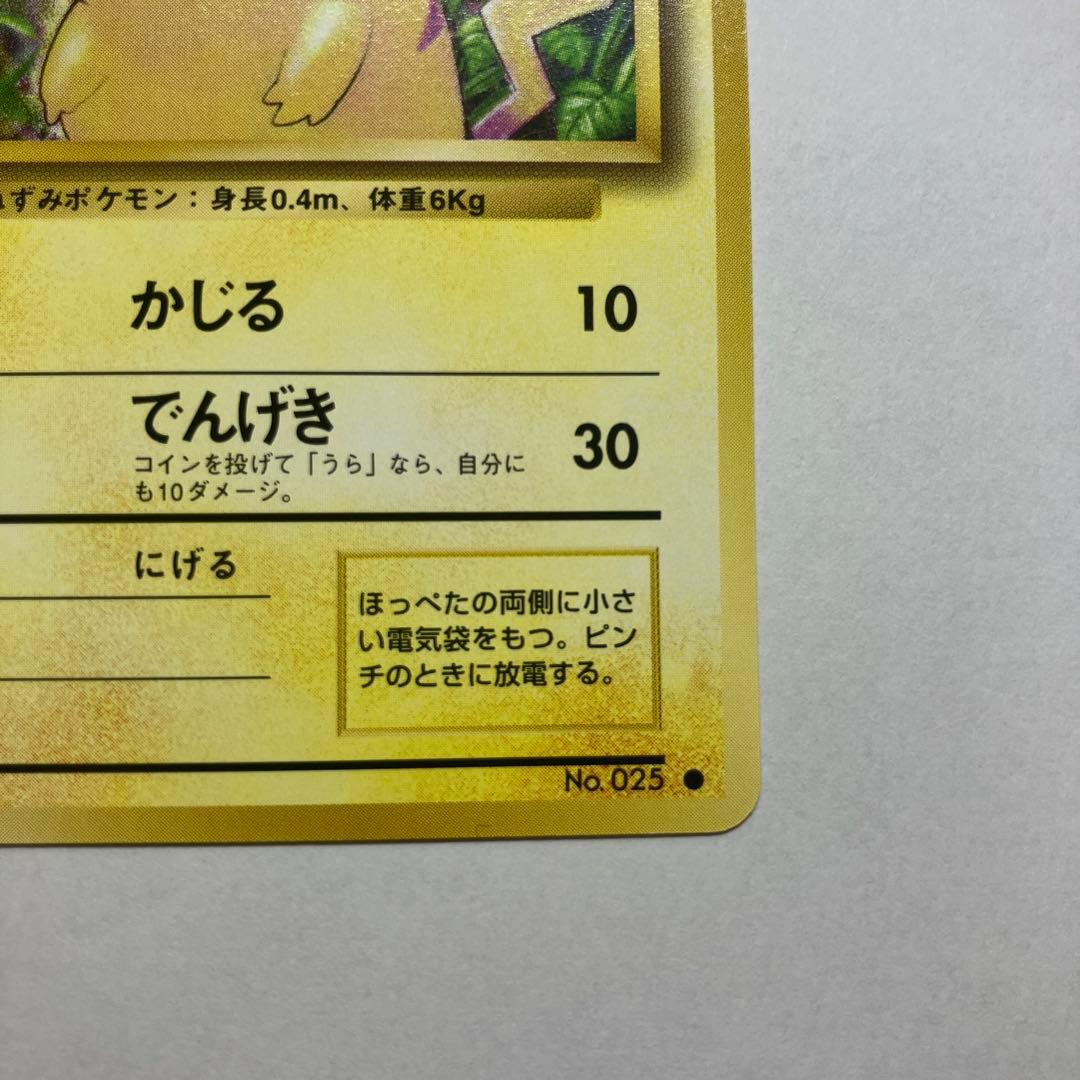 ねずみポケモン：身長0.4m、体重6Kg
かじる 10
でんげき 30
コインを投げて「うら」なら、自分に
も10ダメージ。
にげる
ほっぺたの両側に小さ
い電気袋をもつ。ピン
チのときに放電する。
No. 025 ●